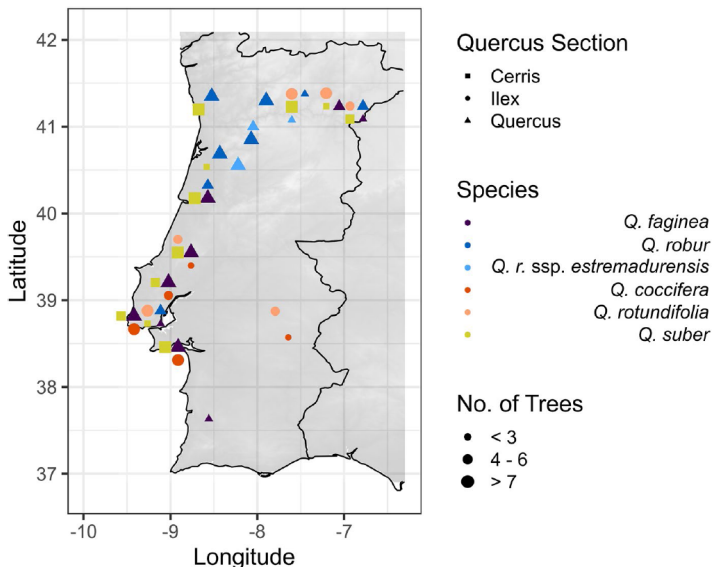 42
41
40
39
38
37
Latitude
-10
-9
-8
-7
Longitude
Quercus Section
Cerris
Ilex
Quercus
Species
Q. faginea
Q. robur
Q. r. ssp. estremadurensis
Q. coccifera
Q. rotundifolia
Q. suber
No. of Trees
< 3
4 - 6
> 7